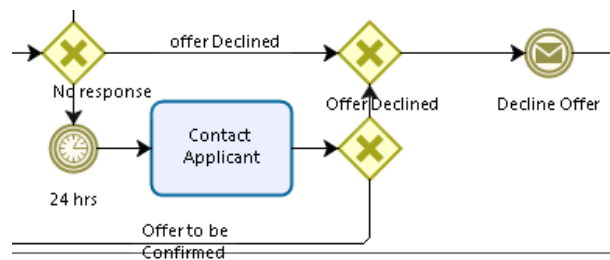 offer Declined
No response
Offer Declined
Decline Offer
Contact
Applicant
24 hrs
Offer to be
Confirmed